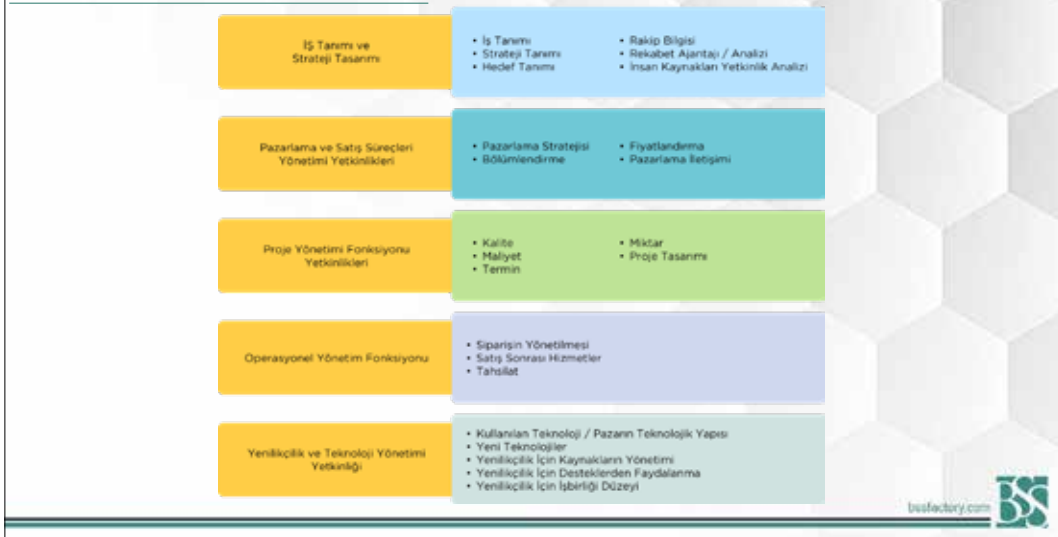 İŞ Tanımı ve
Strateji Tasarımı
• İş Tanımı
• Strateji Tanımı
• Hedef Tanımı
• Rakip Bilgisi
• Rekabet Ajantajı / Analizi
• İnsan Kaynakları Yetkinlik Analizi
Pazarlama ve Satış Süreçleri
Yönetimi Yetkinlikleri
• Pazarlama Stratejisi
• Bölümlendirme
• Fiyatlandırma
• Pazarlama İletişimi
Proje Yönetimi Fonksiyonu
Yetkinlikleri
• Kalite
• Maliyet
• Termin
• Miktar
• Proje Tasarımı
Operasyonel Yönetim Fonksiyonu
• Siparişin Yönetilmesi
• Satış Sonrası Hizmetler
• Tahsilat
Yenilikçilik ve Teknoloji Yönetimi
Yetkinliği
• Kullanılan Teknoloji / Pazarın Teknolojik Yapısı
• Yeni Teknolojiler
• Yenilikçilik İçin Kaynakların Yönetimi
• Yenilikçilik İçin Desteklerden Faydalanma
• Yenilikçilik İçin İşbirliği Düzeyi
bssfactory.com
BSS